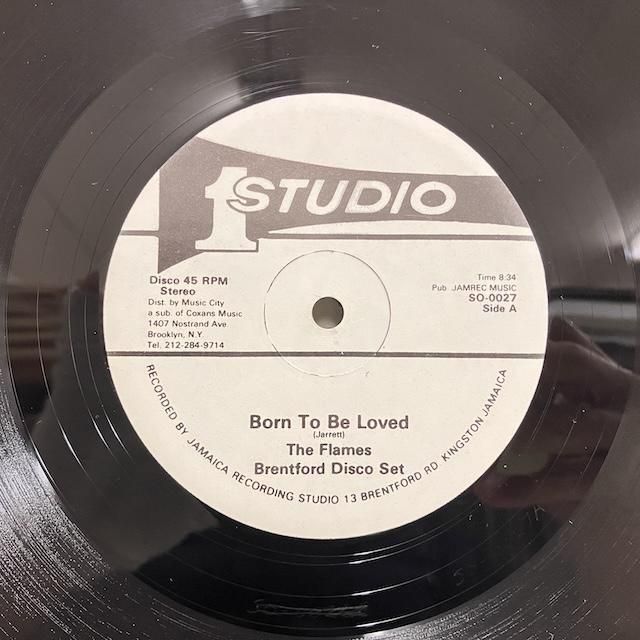 1 STUDIO
Disco 45 RPM
Stereo
Dist. by Music City
a sub. of Coxans Music
1407 Nostrand Ave.
Brooklyn, N.Y.
Tel. 212-284-9714
Time 8:34
Pub JAMREC MUSIC
SO-0027
Side A
Born To Be Loved
(Jarrett)
The Flames
Brentford Disco Set
RECORDED BY JAMAICA RECORDING STUDIO 13 BRENTFORD RD KINGSTON JAMAICA